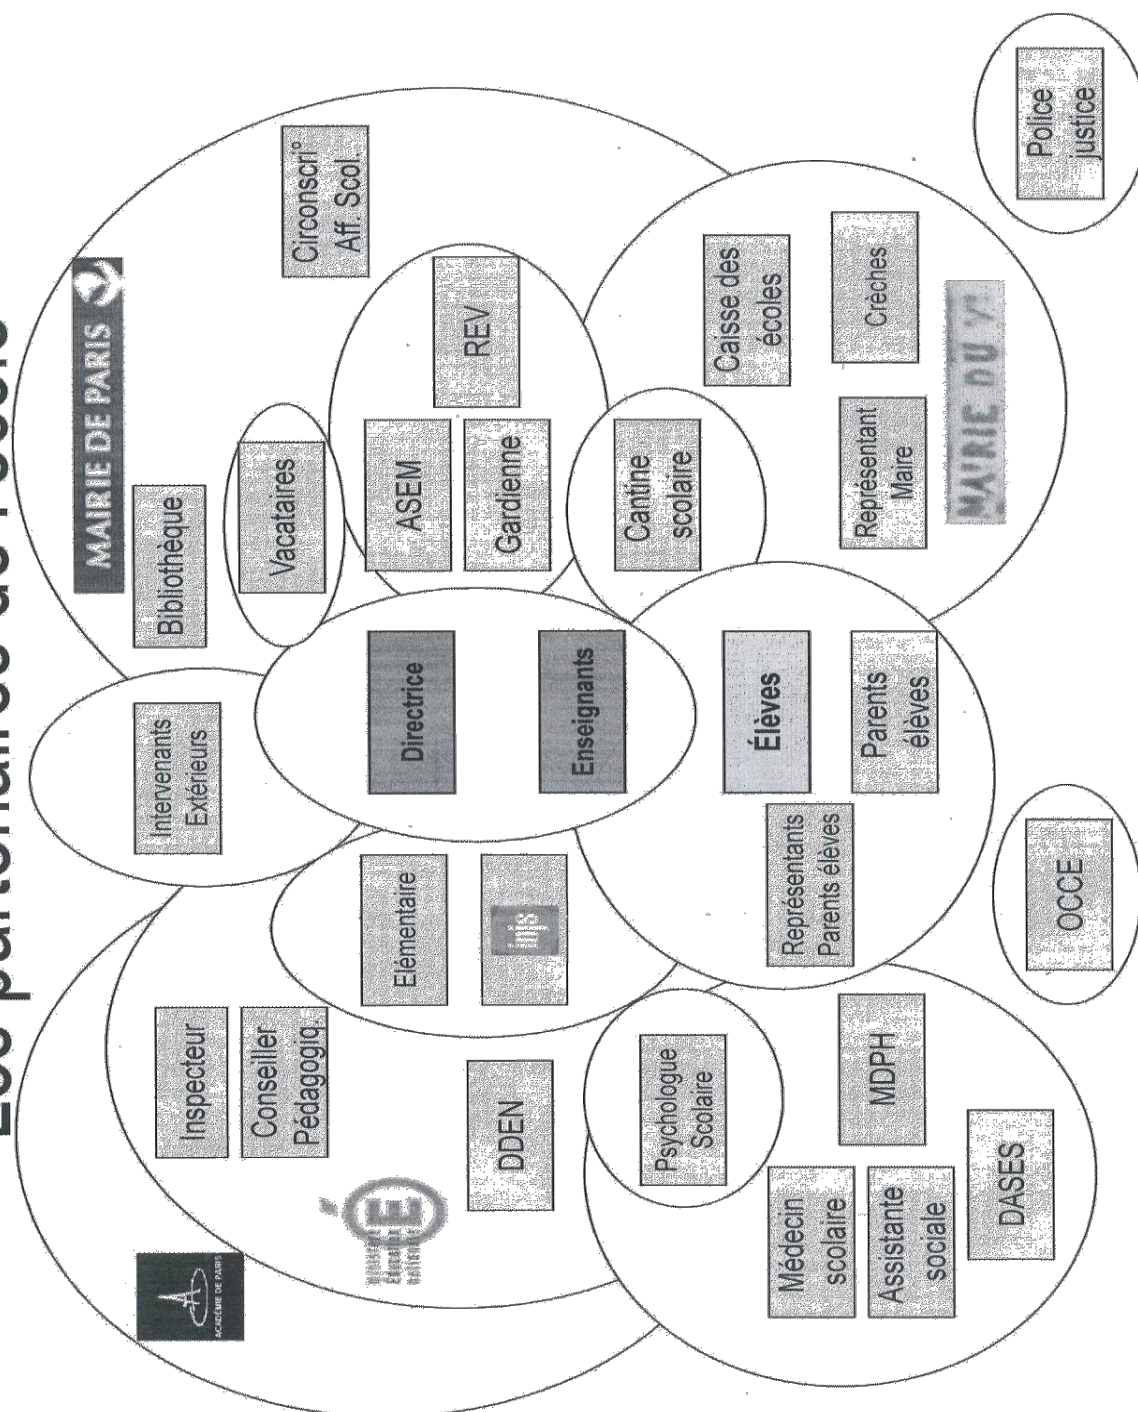 Les partenaires de l'école
MAIRIE DE PARIS
ACADÉMIE DE PARIS
Inspecteur
Intervenants
Extérieurs
Bibliothèque
Conseiller
Pédagogiq.
Vacataires
Circonscri°
Aff. Scol.
Éducation
nationale
Elémentaire
Directrice
ASEM
REV
DDEN
Gardienne
Enseignants
Cantine
scolaire
Psychologue
Scolaire
Caisse des
écoles
Élèves
Médecin
scolaire
Représentants
Parents élèves
MDPH
Parents
élèves
Représentant
Maire
Crèches
Assistante
sociale
MAIRIE DU
DASES
OCCE
Police
justice